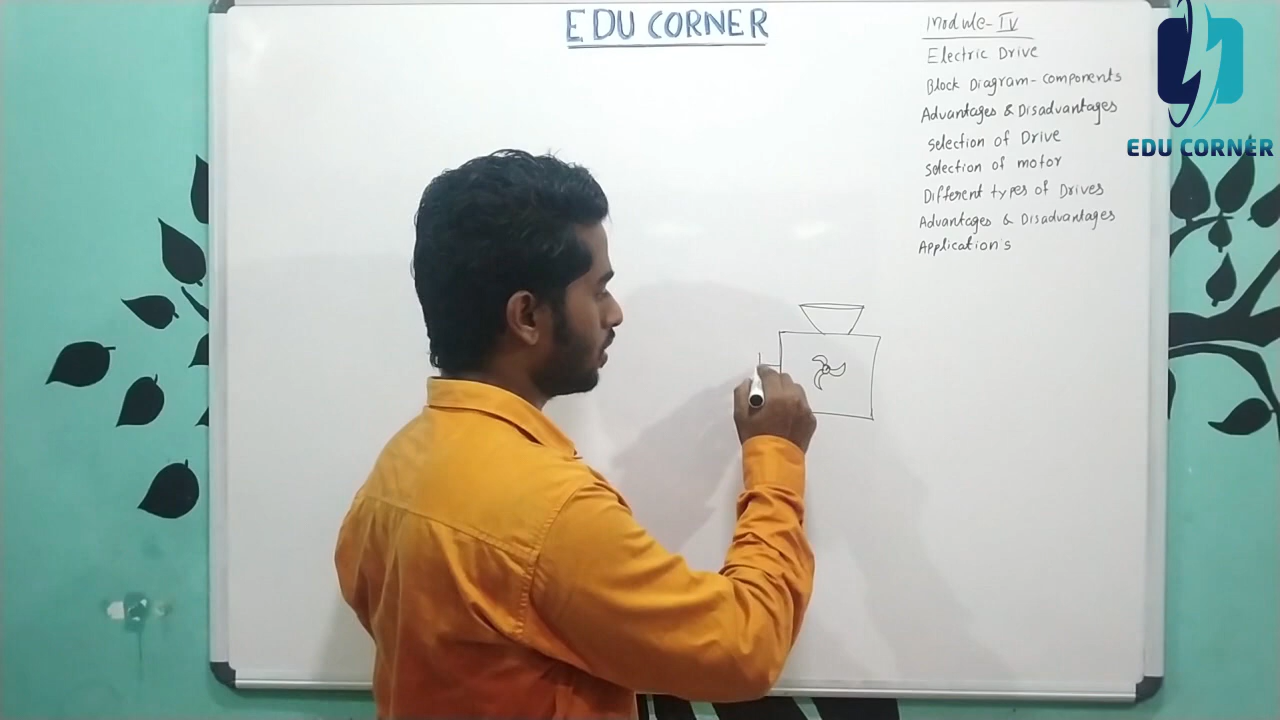 EDU CORNER
Module-IV
Electric Drive
Block Diagram-components
Advantages & Disadvantages
selection of Drive
selection of motor
Different types of Drives
Advantages & Disadvantages
Application's
EDU CORNER